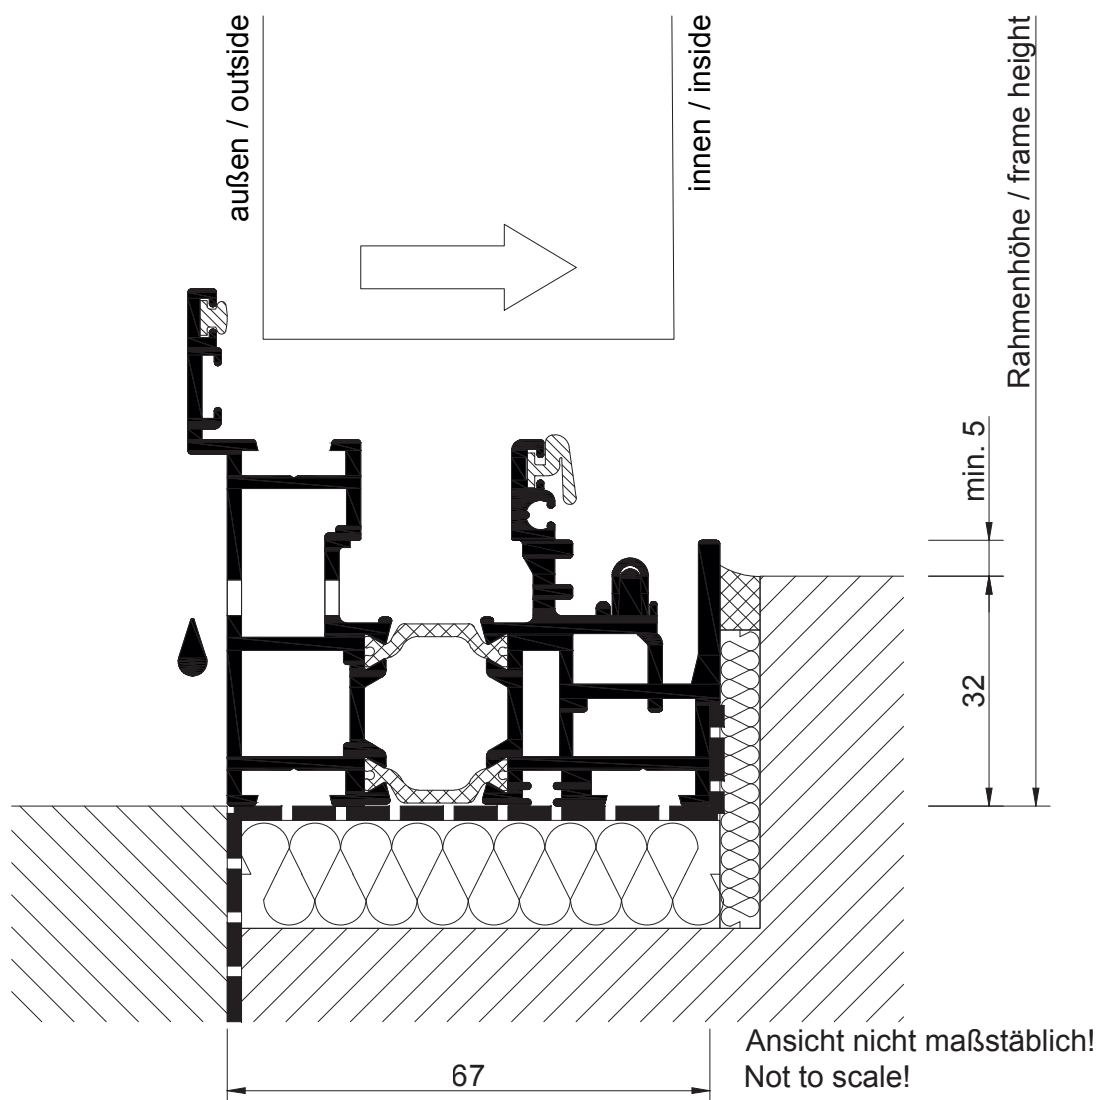 außen / outside
innen / inside
Rahmenhöhe / frame height
min. 5
32
67
Ansicht nicht maßstäblich!
Not to scale!